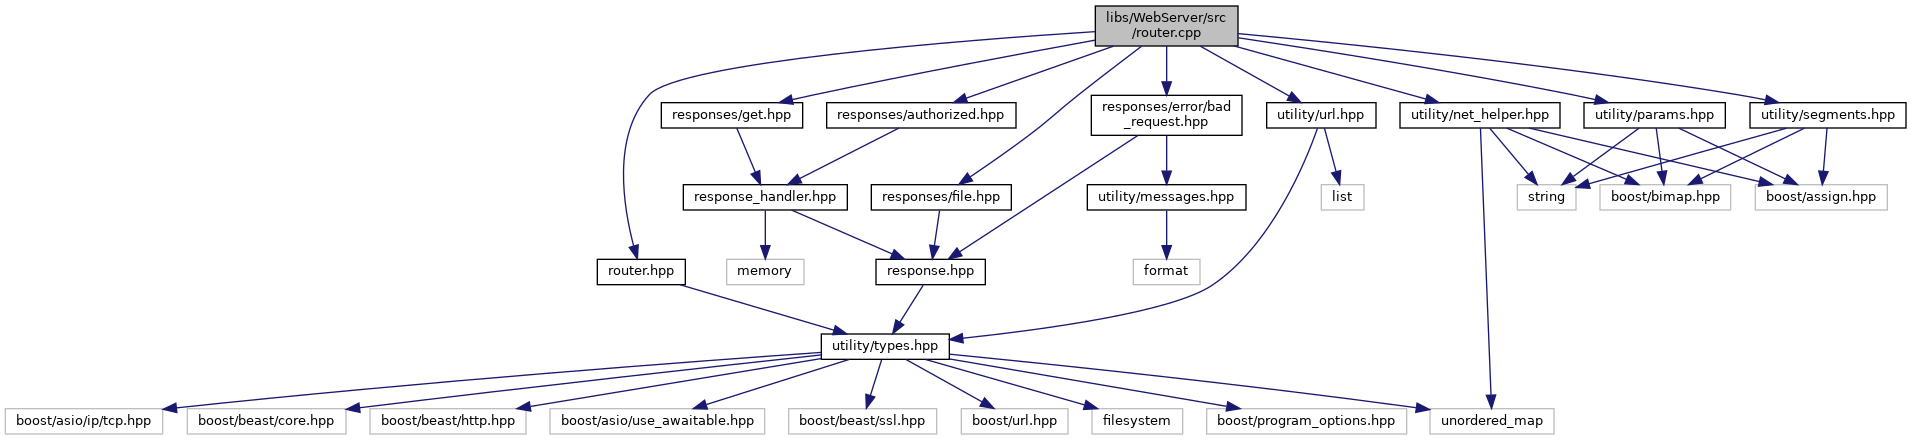 libs/WebServer/src
/router.cpp
responses/get.hpp
responses/authorized.hpp
responses/error/bad
_request.hpp
utility/url.hpp
utility/net_helper.hpp
utility/params.hpp
utility/segments.hpp
response_handler.hpp
responses/file.hpp
utility/messages.hpp
list
string
boost/bimap.hpp
boost/assign.hpp
router.hpp
memory
response.hpp
format
utility/types.hpp
boost/asio/ip/tcp.hpp
boost/beast/core.hpp
boost/beast/http.hpp
boost/asio/use_awaitable.hpp
boost/beast/ssl.hpp
boost/url.hpp
filesystem
boost/program_options.hpp
unordered_map